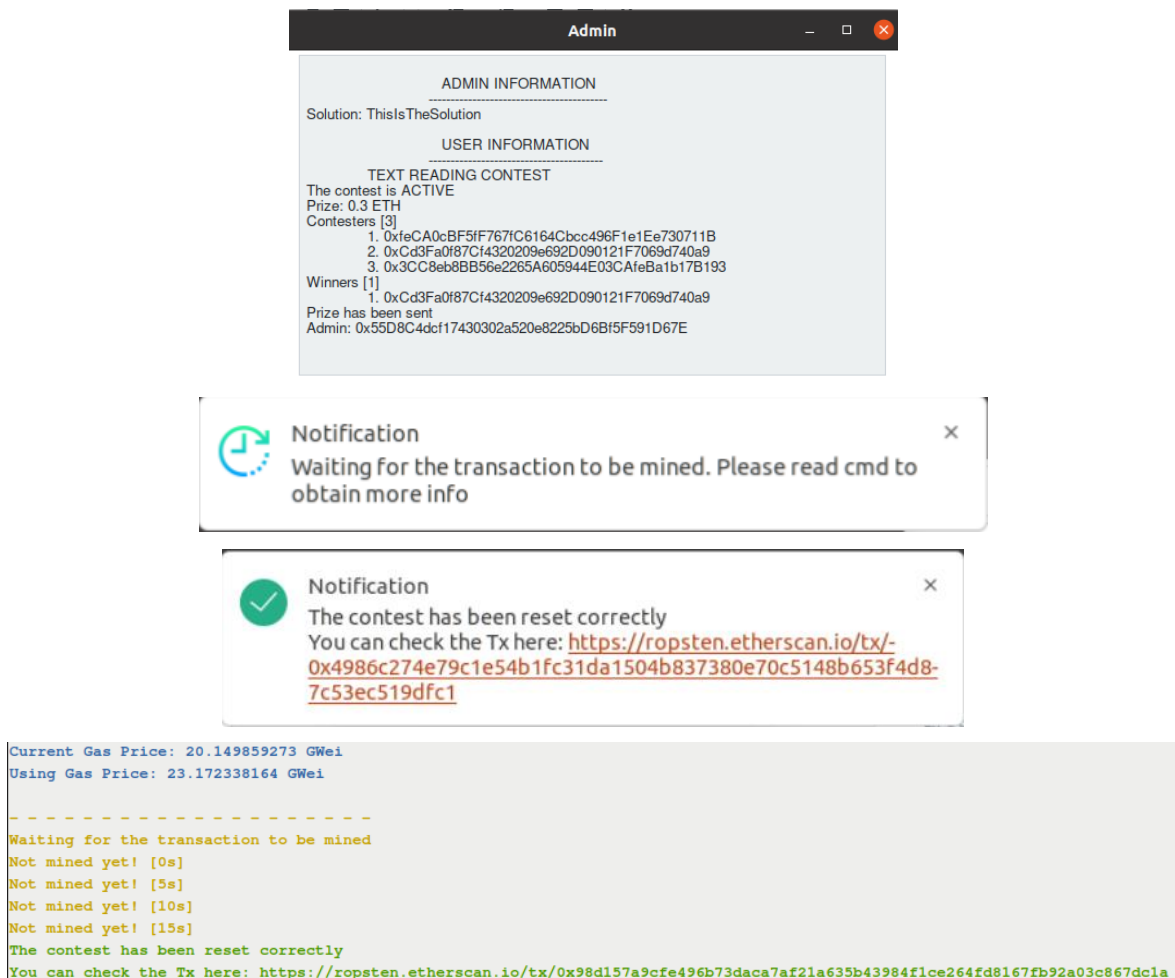 Admin
ADMIN INFORMATION
-----------------------------------------
Solution: ThisIsTheSolution
USER INFORMATION
----------------------------------------
TEXT READING CONTEST
The contest is ACTIVE
Prize: 0.3 ETH
Contesters [3]
1. 0xfeCA0cBF5fF767fC6164Cbcc496F1e1Ee730711B
2. 0xCd3Fa0f87Cf4320209e692D090121F7069d740a9
3. 0x3CC8eb8BB56e2265A605944E03CAfeBa1b17B193
Winners [1]
1. 0xCd3Fa0f87Cf4320209e692D090121F7069d740a9
Prize has been sent
Admin: 0x55D8C4dcf17430302a520e8225bD6Bf5F591D67E
Notification
Waiting for the transaction to be mined. Please read cmd to
obtain more info
Notification
The contest has been reset correctly
You can check the Tx here: https://ropsten.etherscan.io/tx/-
0x4986c274e79c1e54b1fc31da1504b837380e70c5148b653f4d8-
7c53ec519dfc1
Current Gas Price: 20.149859273 GWei
Using Gas Price: 23.172338164 GWei
- - - - - - - - - - - - - - - - - - - -
Waiting for the transaction to be mined
Not mined yet! [0s]
Not mined yet! [5s]
Not mined yet! [10s]
Not mined yet! [15s]
The contest has been reset correctly
You can check the Tx here: https://ropsten.etherscan.io/tx/0x98d157a9cfe496b73daca7af21a635b43984f1ce264fd8167fb92a03c867dc1a